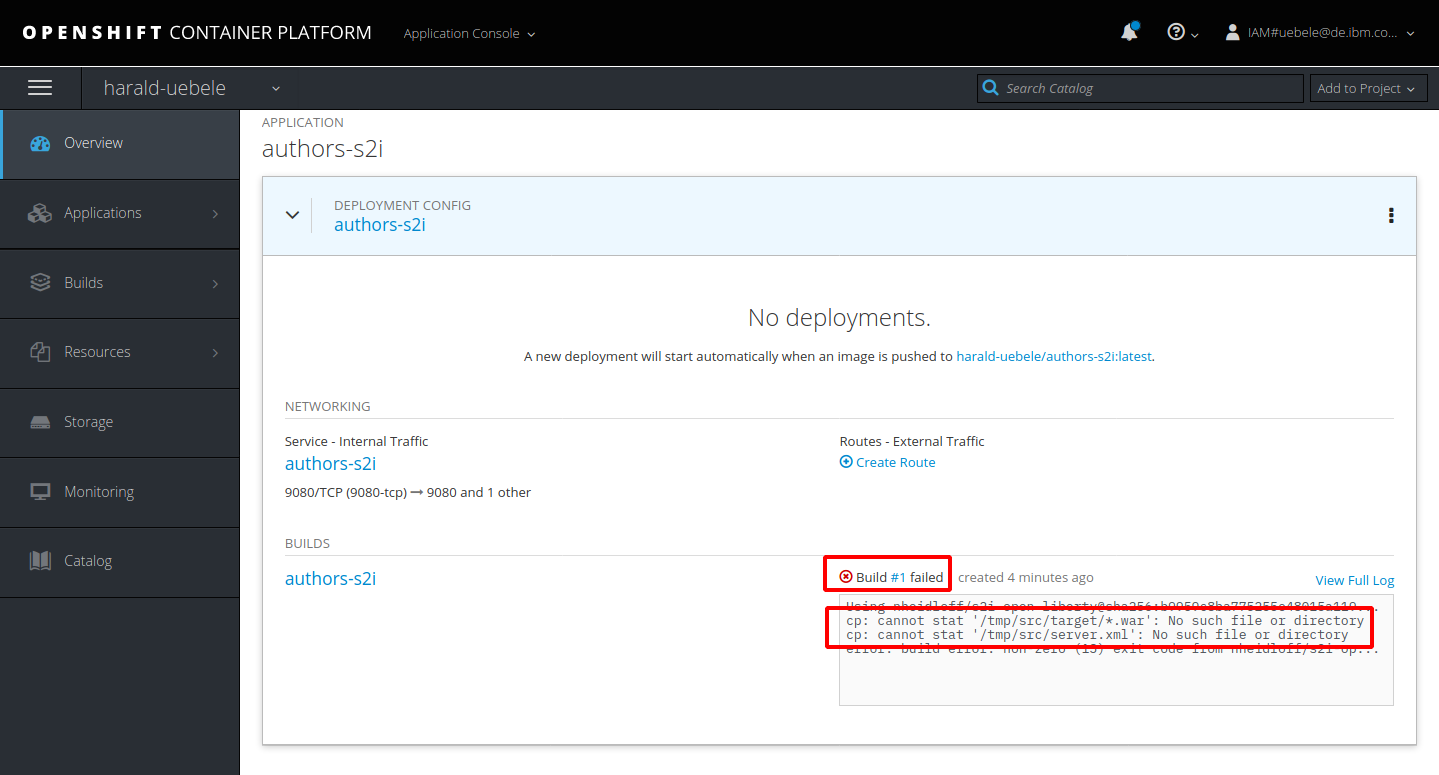 OPENSHIFT CONTAINER PLATFORM
Application Console
IAM#uebele@de.ibm.co...
harald-uebele
Search Catalog
Add to Project
Overview
Applications
Builds
Resources
Storage
Monitoring
Catalog
APPLICATION
authors-s2i
DEPLOYMENT CONFIG
authors-s2i
No deployments.
A new deployment will start automatically when an image is pushed to harald-uebele/authors-s2i:latest.
NETWORKING
Service - Internal Traffic
authors-s2i
9080/TCP (9080-tcp) → 9080 and 1 other
Routes - External Traffic
Create Route
BUILDS
authors-s2i
Build #1 failed created 4 minutes ago
View Full Log
Using nheidloff/s2i-open-liberty@sha256:
cp: cannot stat '/tmp/src/target/*.war': No such file or directory
cp: cannot stat '/tmp/src/server.xml': No such file or directory
error: build error: non-zero (13) exit code from nheidloff/s2i-op...